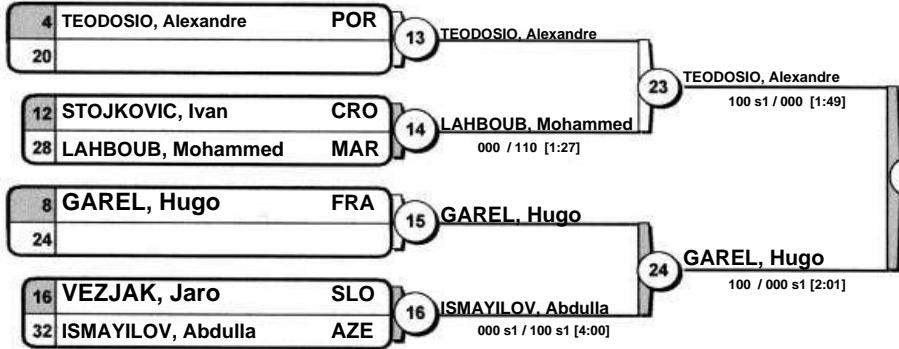 4 TEODOSIO, Alexandre POR
20
13 TEODOSIO, Alexandre
12 STOJKOVIC, Ivan CRO
28 LAHBOUB, Mohammed MAR
14 LAHBOUB, Mohammed
000 / 110 [1:27]
23 TEODOSIO, Alexandre
100 s1 / 000 [1:49]
8 GAREL, Hugo FRA
24
15 GAREL, Hugo
16 VEZJAK, Jaro SLO
32 ISMAYILOV, Abdulla AZE
16 ISMAYILOV, Abdulla
000 s1 / 100 s1 [4:00]
24 GAREL, Hugo
100 / 000 s1 [2:01]